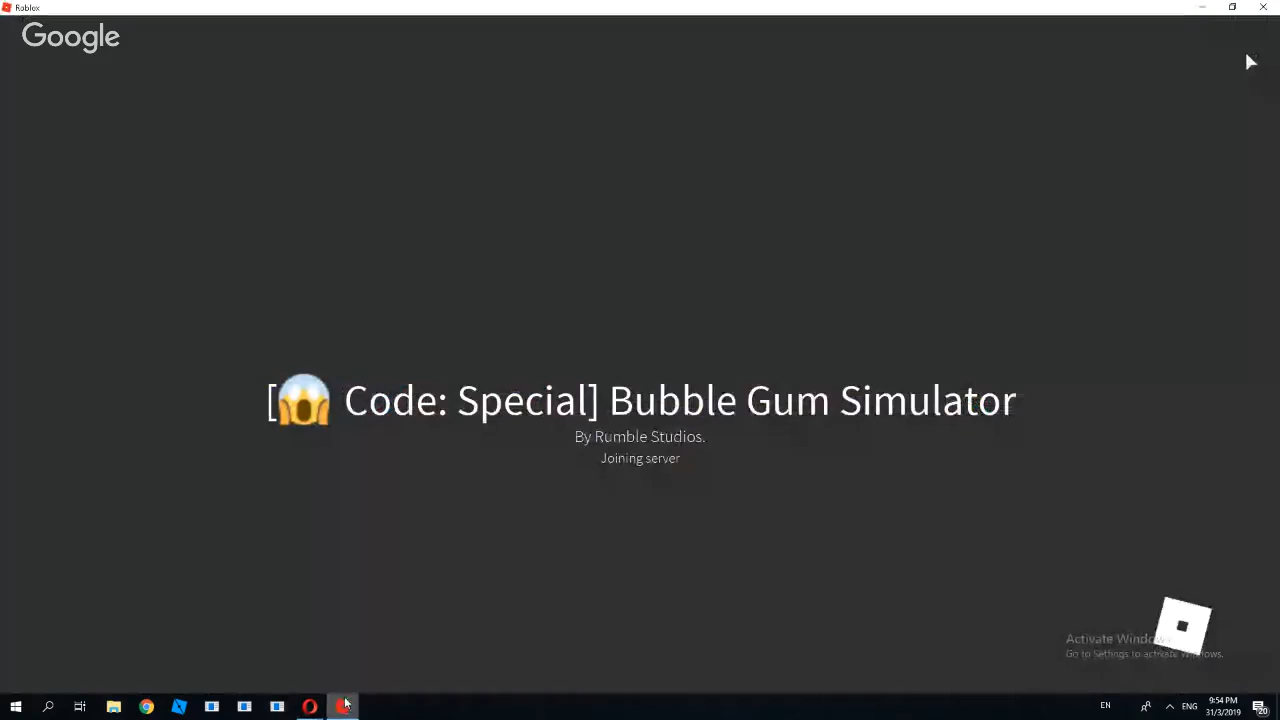 Roblox
Google
[😱 Code: Special] Bubble Gum Simulator
By Rumble Studios.
Joining server
Activate Windows
Go to Settings to activate Windows.
EN
ENG
9:54 PM
31/3/2019
20